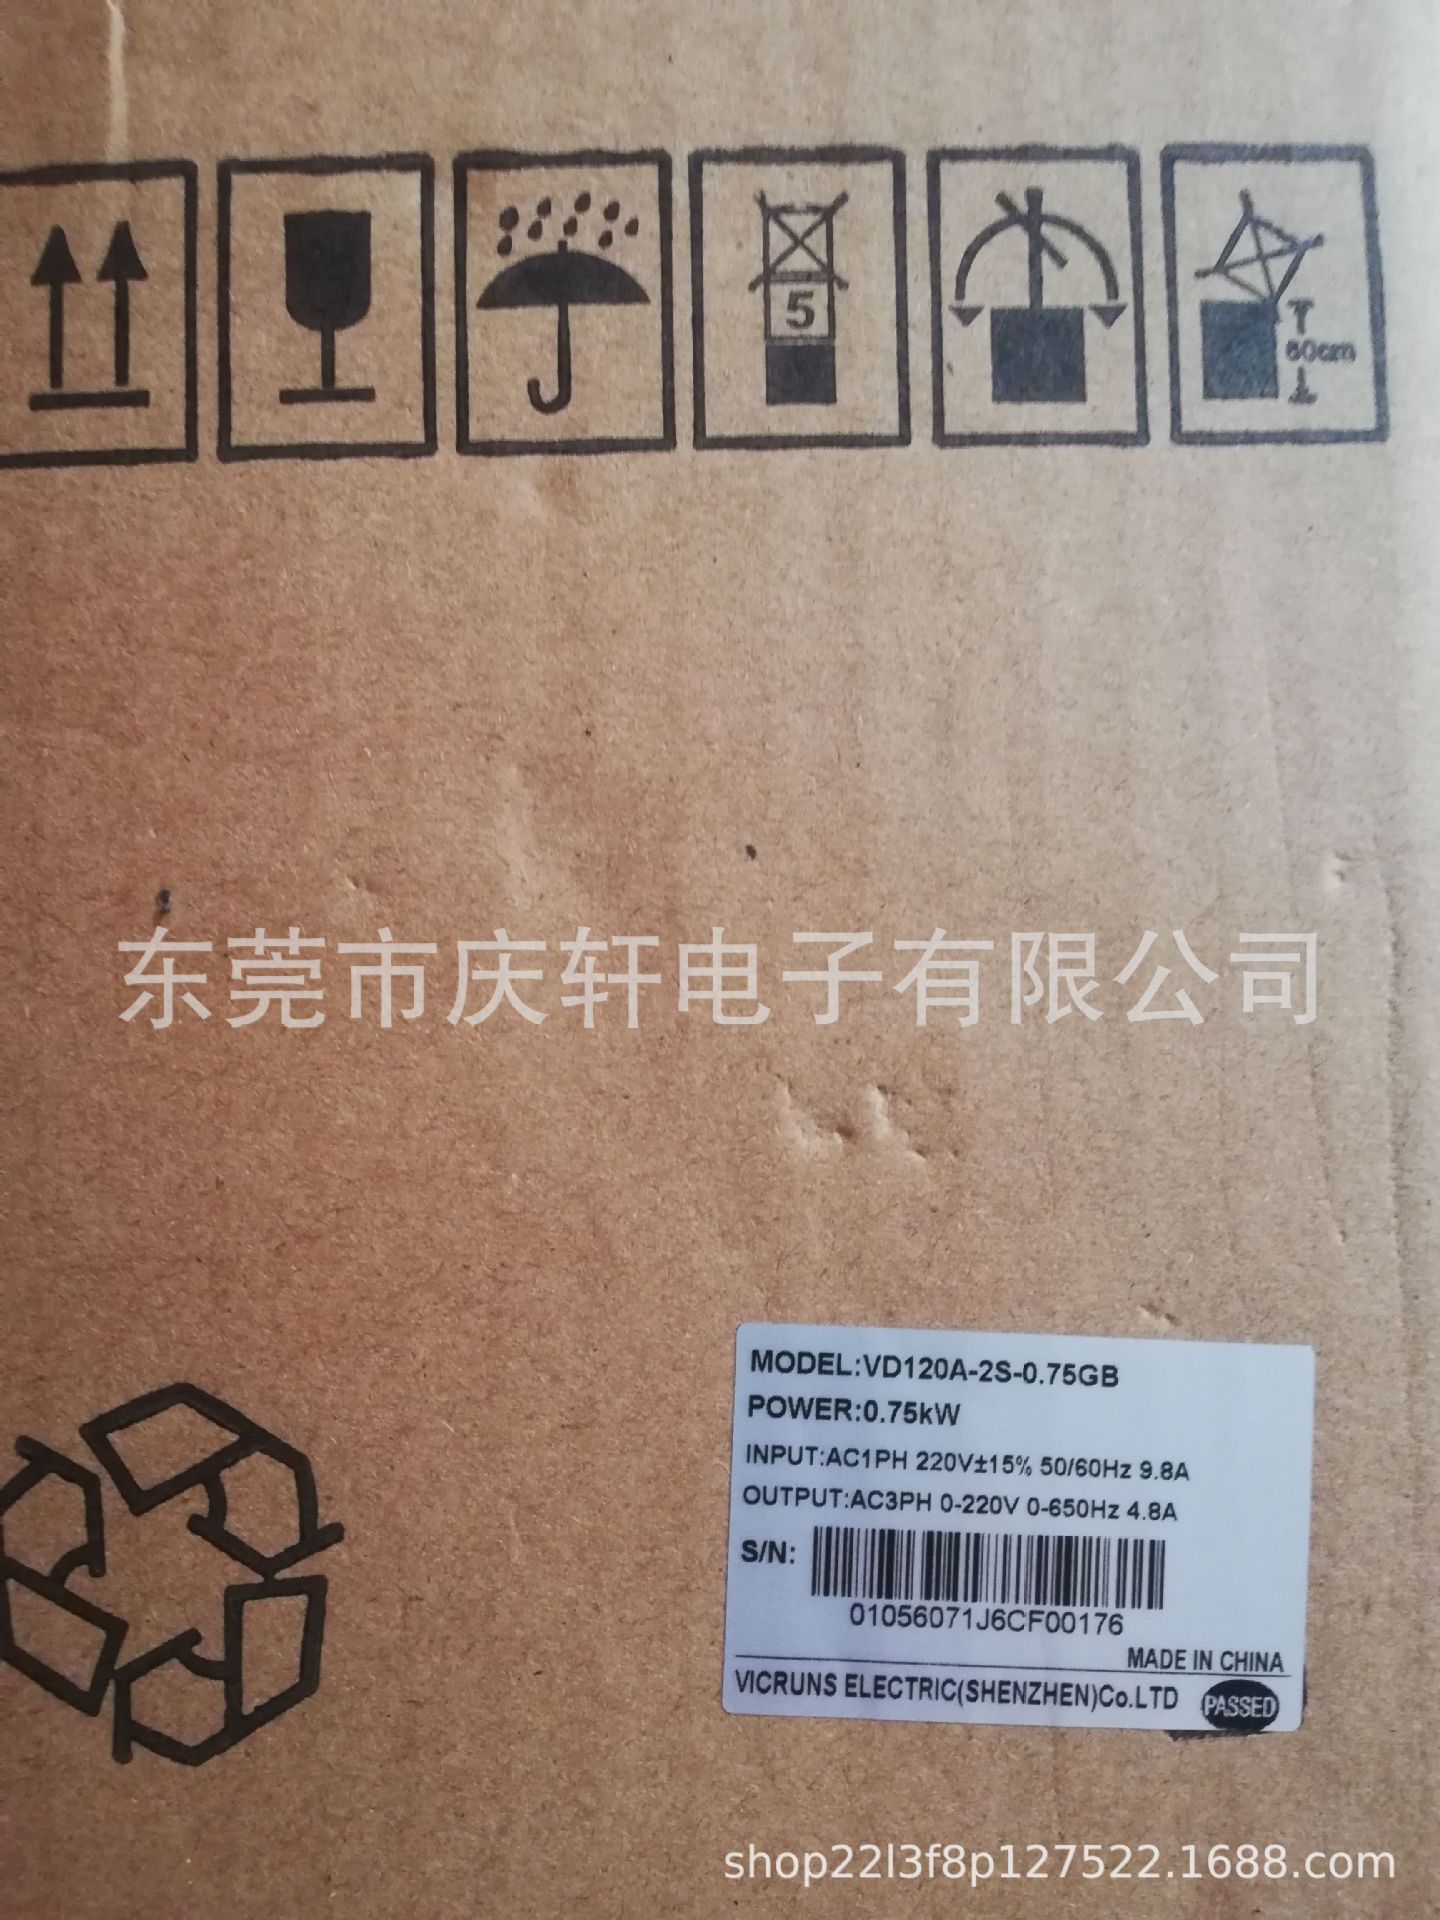 5
60cm
东莞市庆轩电子有限公司
MODEL:VD120A-2S-0.75GB
POWER:0.75kW
INPUT:AC1PH 220V±15% 50/60Hz 9.8A
OUTPUT:AC3PH 0-220V 0-650Hz 4.8A
S/N:
01056071J6CF00176
MADE IN CHINA
VICRUNS ELECTRIC(SHENZHEN)Co.LTD PASSED
shop22l3f8p127522.1688.com